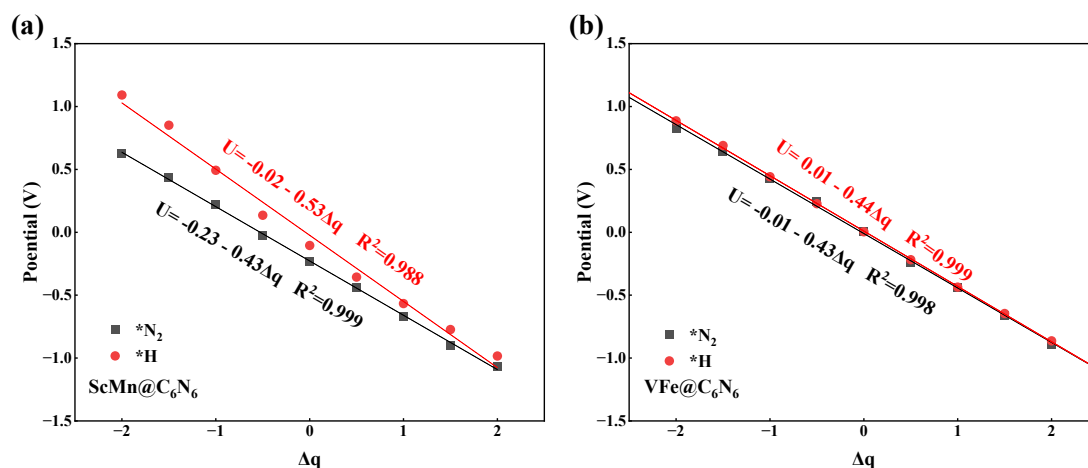 (a)
Poential (V)
1.5
1.0
0.5
0.0
−0.5
−1.0
−1.5
U= -0.02 - 0.53Δq R²=0.988
U= -0.23 - 0.43Δq R²=0.999
*N₂
*H
ScMn@C₆N₆
−2 −1 0 1 2
Δq
(b)
Poential (V)
1.5
1.0
0.5
0.0
−0.5
−1.0
−1.5
U= 0.01 - 0.44Δq R²=0.999
U= -0.01 - 0.43Δq R²=0.998
*N₂
*H
VFe@C₆N₆
−2 −1 0 1 2
Δq